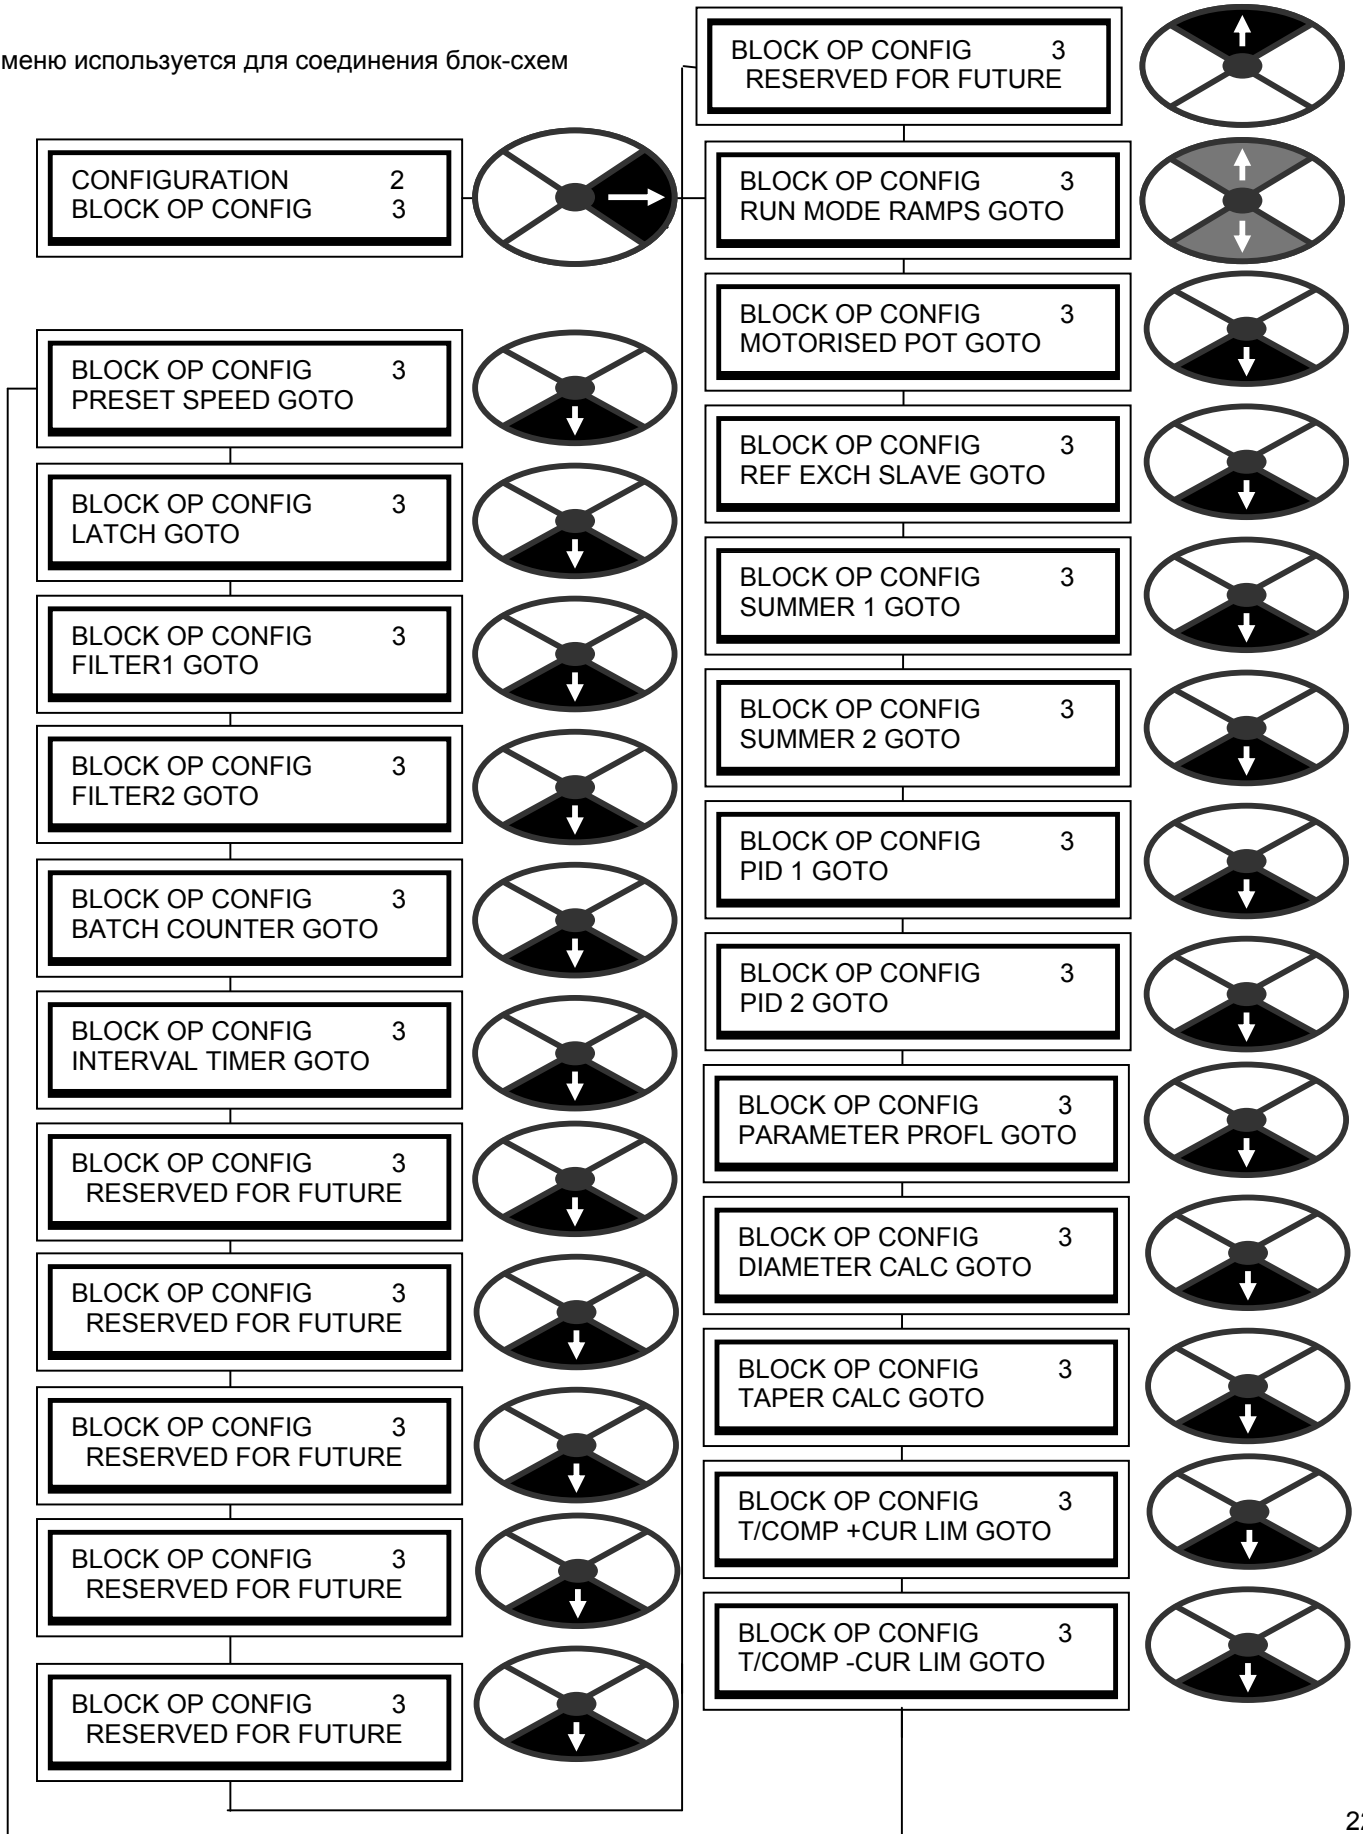 меню используется для соединения блок-схем
CONFIGURATION 2
BLOCK OP CONFIG 3
BLOCK OP CONFIG 3
PRESET SPEED GOTO
BLOCK OP CONFIG 3
LATCH GOTO
BLOCK OP CONFIG 3
FILTER1 GOTO
BLOCK OP CONFIG 3
FILTER2 GOTO
BLOCK OP CONFIG 3
BATCH COUNTER GOTO
BLOCK OP CONFIG 3
INTERVAL TIMER GOTO
BLOCK OP CONFIG 3
RESERVED FOR FUTURE
BLOCK OP CONFIG 3
RESERVED FOR FUTURE
BLOCK OP CONFIG 3
RESERVED FOR FUTURE
BLOCK OP CONFIG 3
RESERVED FOR FUTURE
BLOCK OP CONFIG 3
RESERVED FOR FUTURE
BLOCK OP CONFIG 3
RESERVED FOR FUTURE
BLOCK OP CONFIG 3
RUN MODE RAMPS GOTO
BLOCK OP CONFIG 3
MOTORISED POT GOTO
BLOCK OP CONFIG 3
REF EXCH SLAVE GOTO
BLOCK OP CONFIG 3
SUMMER 1 GOTO
BLOCK OP CONFIG 3
SUMMER 2 GOTO
BLOCK OP CONFIG 3
PID 1 GOTO
BLOCK OP CONFIG 3
PID 2 GOTO
BLOCK OP CONFIG 3
PARAMETER PROFL GOTO
BLOCK OP CONFIG 3
DIAMETER CALC GOTO
BLOCK OP CONFIG 3
TAPER CALC GOTO
BLOCK OP CONFIG 3
T/COMP +CUR LIM GOTO
BLOCK OP CONFIG 3
T/COMP -CUR LIM GOTO